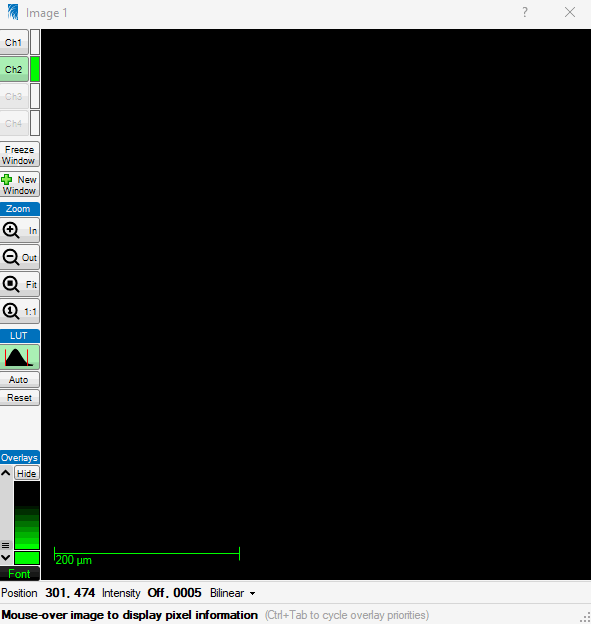 Image 1
?
Ch1
Ch2
Ch3
Ch4
Freeze
Window
New
Window
Zoom
In
Out
Fit
1 1:1
LUT
Auto
Reset
Overlays
Hide
Font
200 µm
Position 301, 474 Intensity Off, 0005 Bilinear
Mouse-over image to display pixel information (Ctrl+Tab to cycle overlay priorities)